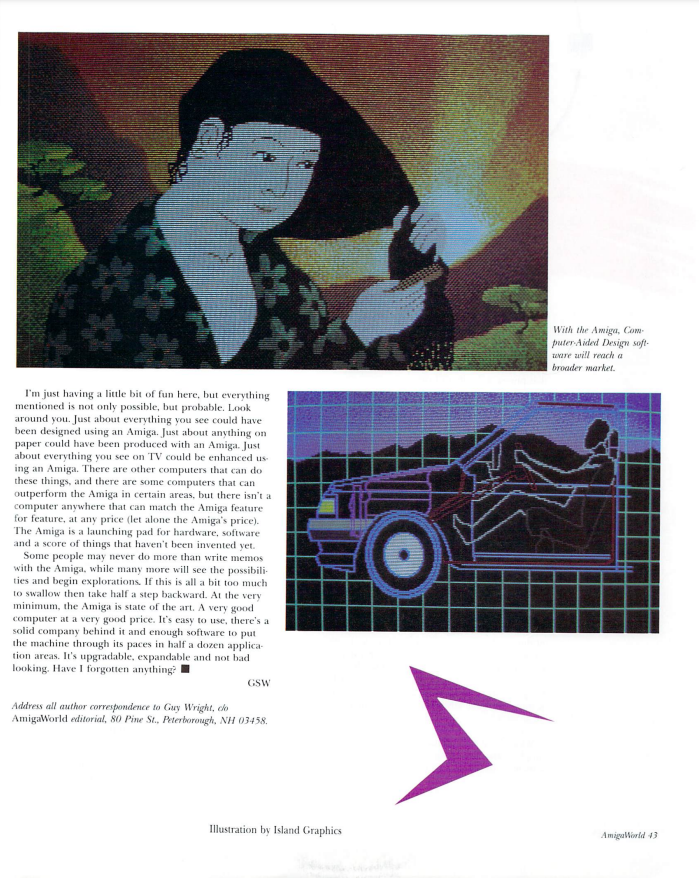 With the Amiga, Com-
puter-Aided Design soft-
ware will reach a
broader market.
I'm just having a little bit of fun here, but everything
mentioned is not only possible, but probable. Look
around you. Just about everything you see could have
been designed using an Amiga. Just about anything on
paper could have been produced with an Amiga. Just
about everything you see on TV could be enhanced us-
ing an Amiga. There are other computers that can do
these things, and there are some computers that can
outperform the Amiga in certain areas, but there isn't a
computer anywhere that can match the Amiga feature
for feature, at any price (let alone the Amiga's price).
The Amiga is a launching pad for hardware, software
and a score of things that haven't been invented yet.
Some people may never do more than write memos
with the Amiga, while many more will see the possibili-
ties and begin explorations. If this is all a bit too much
to swallow then take half a step backward. At the very
minimum, the Amiga is state of the art. A very good
computer at a very good price. It's easy to use, there's a
solid company behind it and enough software to put
the machine through its paces in half a dozen applica-
tion areas. It's upgradable, expandable and not bad
looking. Have I forgotten anything? ■
GSW
Address all author correspondence to Guy Wright, c/o
AmigaWorld editorial, 80 Pine St., Peterborough, NH 03458.
Illustration by Island Graphics
AmigaWorld 43